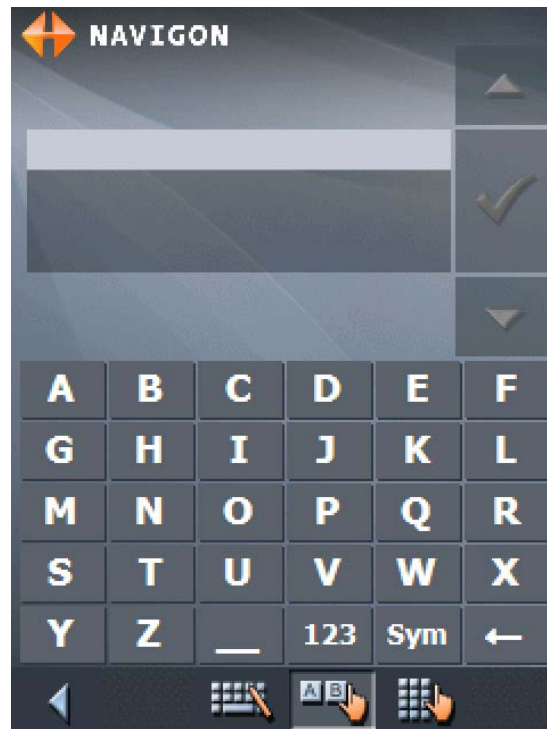 NAVIGON
A B C D E F
G H I J K L
M N O P Q R
S T U V W X
Y Z _ 123 Sym ←
A B